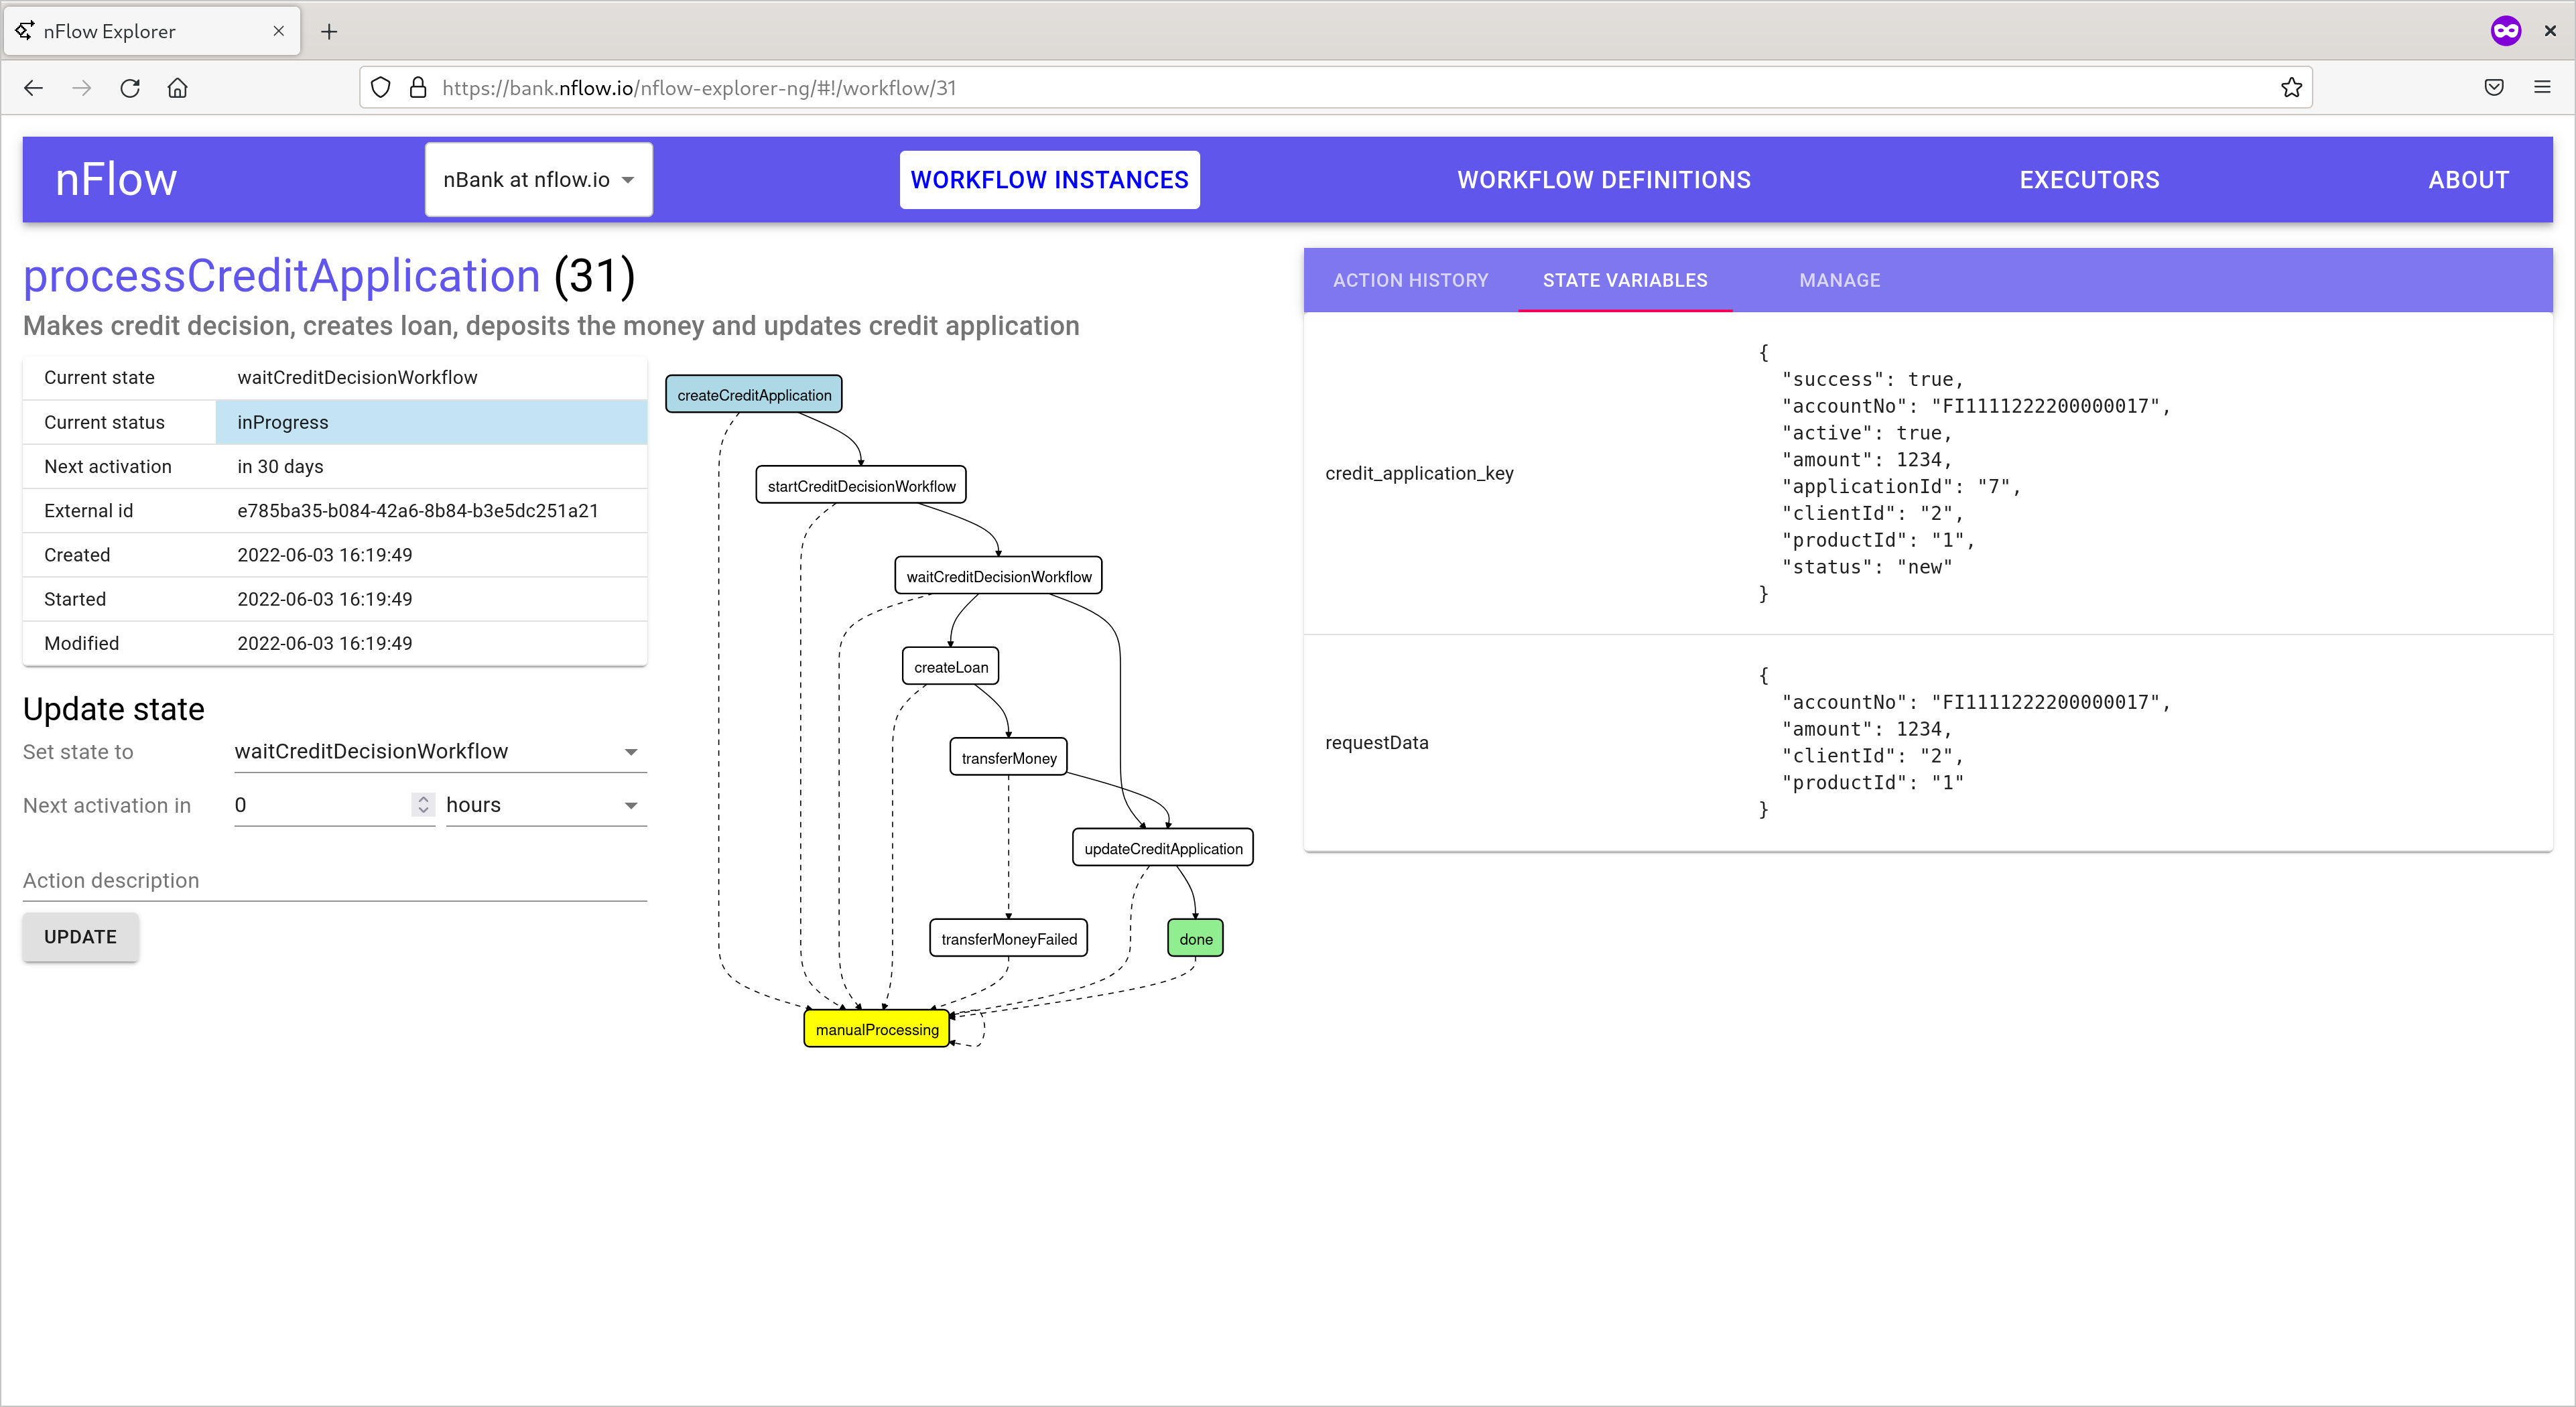 nFlow Explorer
https://bank.nflow.io/nflow-explorer-ng/#!/workflow/31
nFlow
nBank at nflow.io
WORKFLOW INSTANCES
WORKFLOW DEFINITIONS
EXECUTORS
ABOUT
processCreditApplication (31)
Makes credit decision, creates loan, deposits the money and updates credit application
Current state waitCreditDecisionWorkflow
Current status inProgress
Next activation in 30 days
External id e785ba35-b084-42a6-8b84-b3e5dc251a21
Created 2022-06-03 16:19:49
Started 2022-06-03 16:19:49
Modified 2022-06-03 16:19:49
Update state
Set state to waitCreditDecisionWorkflow
Next activation in 0 hours
Action description
UPDATE
createCreditApplication
startCreditDecisionWorkflow
waitCreditDecisionWorkflow
createLoan
transferMoney
updateCreditApplication
transferMoneyFailed
done
manualProcessing
ACTION HISTORY
STATE VARIABLES
MANAGE
credit_application_key
{
"success": true,
"accountNo": "FI1111222200000017",
"active": true,
"amount": 1234,
"applicationId": "7",
"clientId": "2",
"productId": "1",
"status": "new"
}
requestData
{
"accountNo": "FI1111222200000017",
"amount": 1234,
"clientId": "2",
"productId": "1"
}